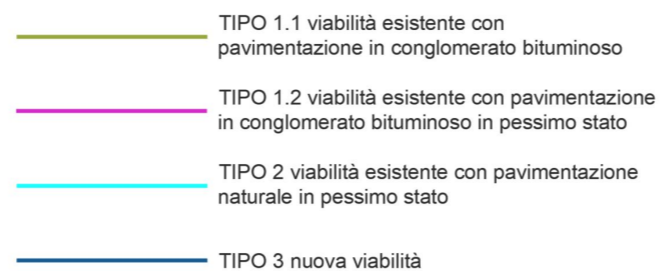 TIPO 1.1 viabilità esistente con
pavimentazione in conglomerato bituminoso
TIPO 1.2 viabilità esistente con pavimentazione
in conglomerato bituminoso in pessimo stato
TIPO 2 viabilità esistente con pavimentazione
naturale in pessimo stato
TIPO 3 nuova viabilità